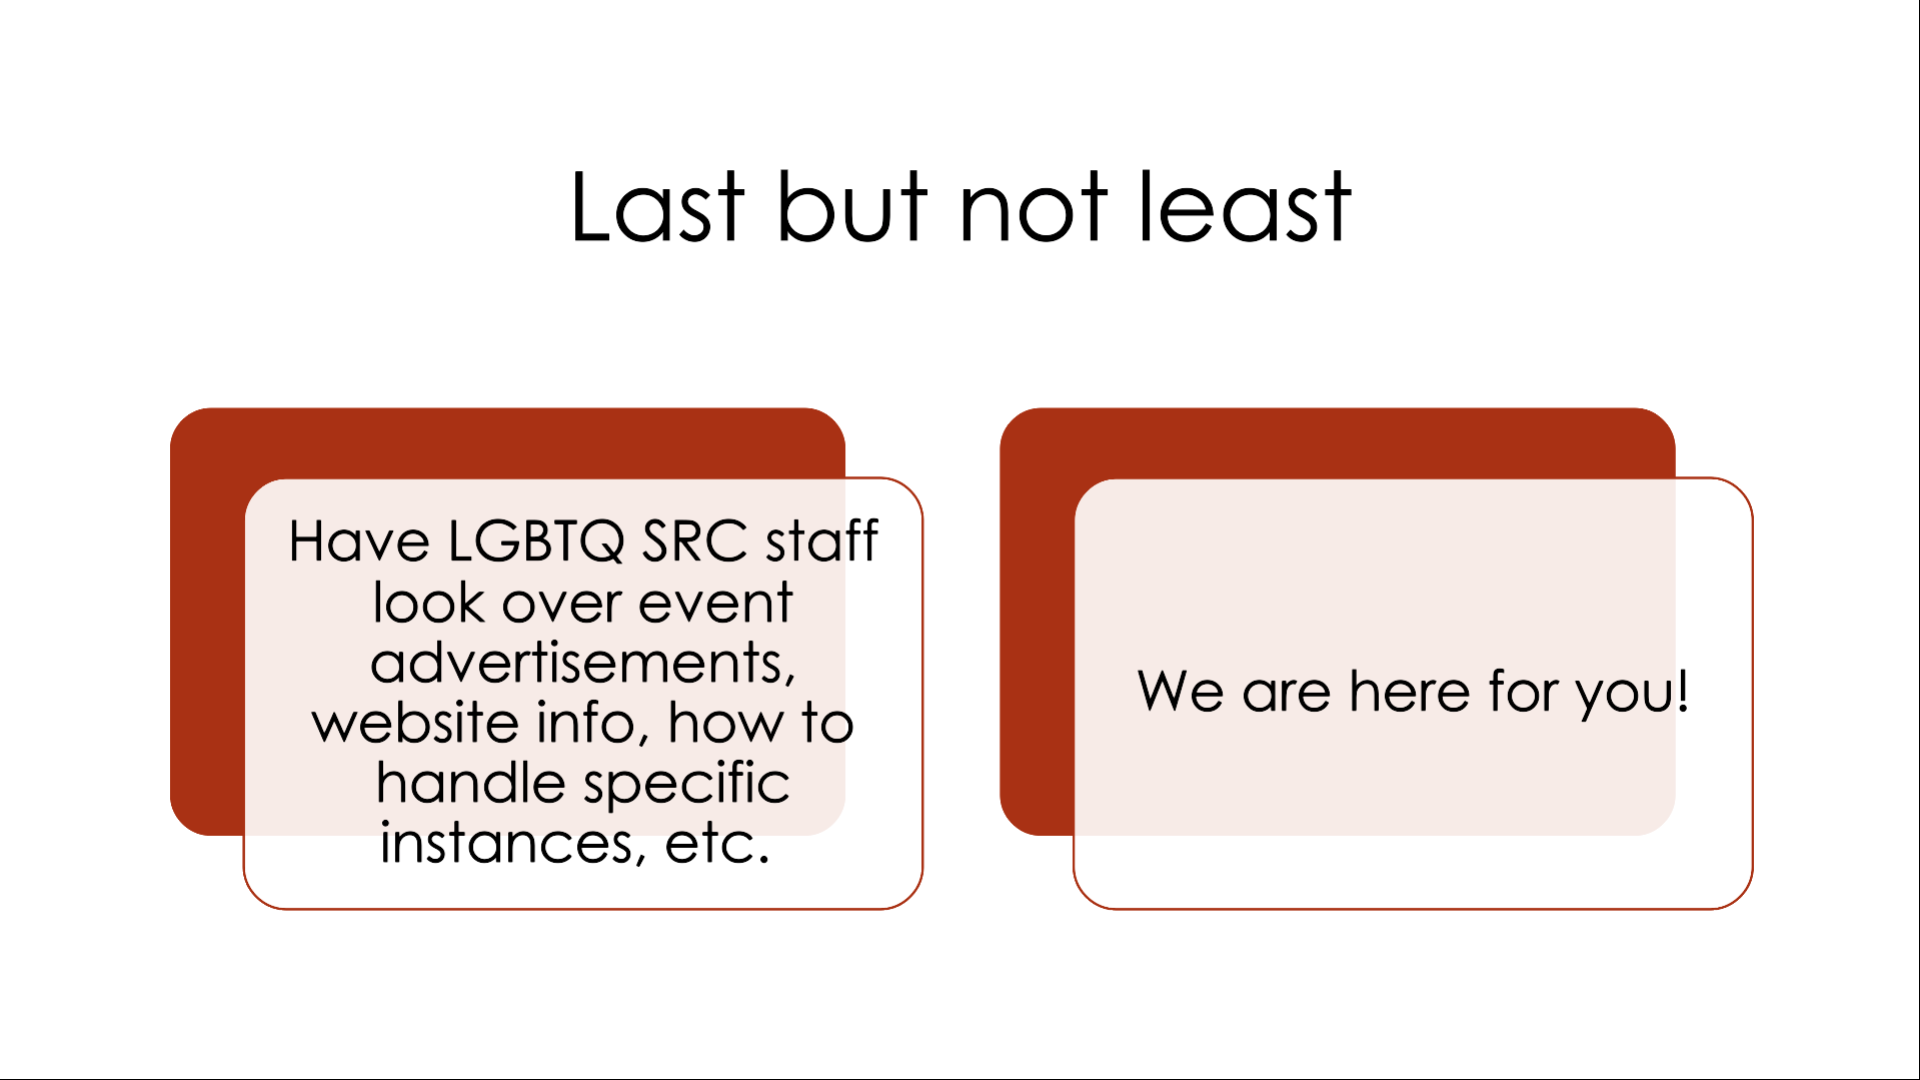 Last but not least
Have LGBTQ SRC staff
look over event
advertisements,
website info, how to
handle specific
instances, etc.
We are here for you!